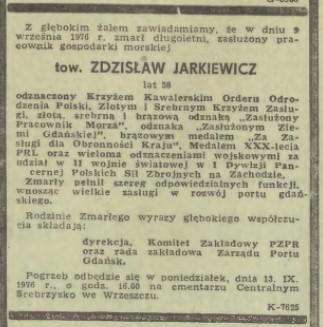 Z głębokim żalem zawiadamiamy, że w dniu 9
września 1976 r. zmarł długoletni, zasłużony pra-
cownik gospodarki morskiej
tow. ZDZISŁAW JARKIEWICZ
lat 58
odznaczony Krzyżem Kawalerskim Orderu Odro-
dzenia Polski, Złotym i Srebrnym Krzyżem Zasłu-
gi, złotą, srebrną i brązową odznaką „Zasłużony
Pracownik Morza", odznaką „Zasłużonym Zie-
mi Gdańskiej", brązowym medalem „Za Za-
sługi dla Obronności Kraju", Medalem XXX-lecia
PRL oraz wieloma odznaczeniami wojskowymi za
udział w II wojnie światowej w I Dywizji Pan-
cernej Polskich Sił Zbrojnych na Zachodzie.
Zmarły pełnił szereg odpowiedzialnych funkcji,
wnosząc wielkie zasługi w rozwój portu gdań-
skiego.
Rodzinie Zmarłego wyrazy głębokiego współczu-
cia składają:
dyrekcja, Komitet Zakładowy PZPR
oraz rada zakładowa Zarządu Portu
Gdańsk.
Pogrzeb odbędzie się w poniedziałek, dnia 13. IX.
1976 r., o godz. 16.00 na cmentarzu Centralnym
Srebrzysko we Wrzeszczu.
K-7625